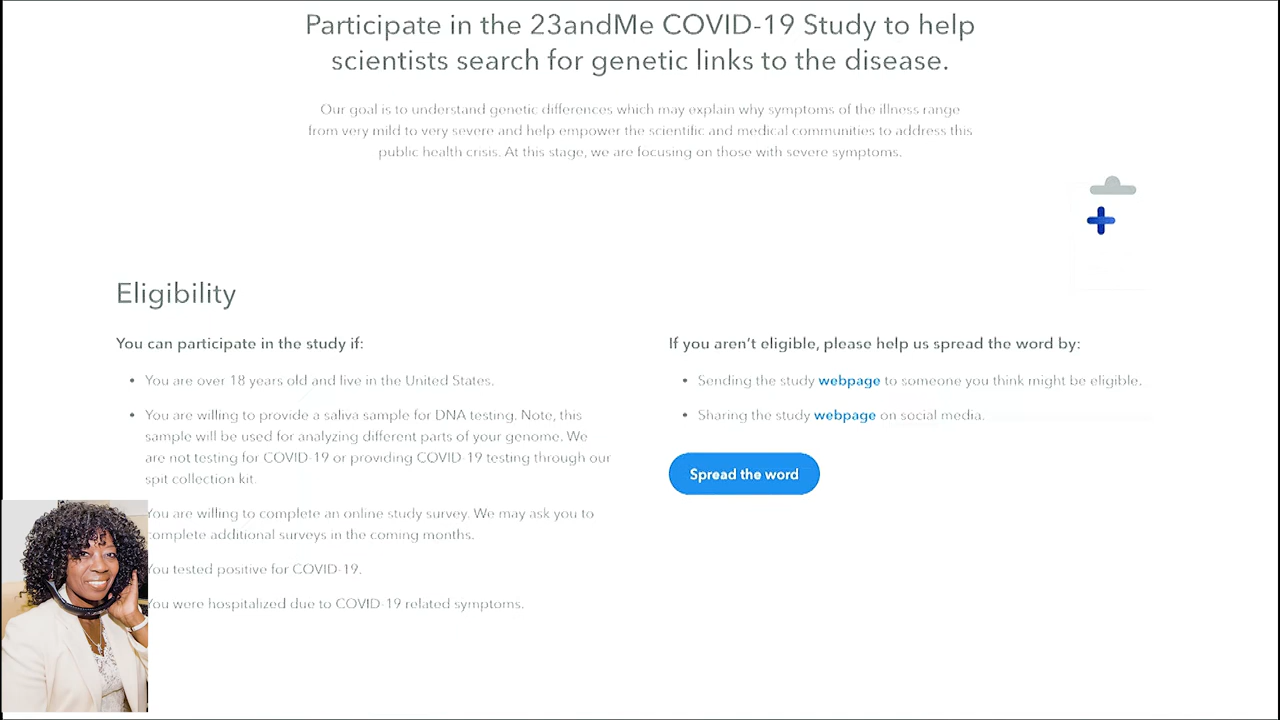 Participate in the 23andMe COVID-19 Study to help
scientists search for genetic links to the disease.
Our goal is to understand genetic differences which may explain why symptoms of the illness range
from very mild to very severe and help empower the scientific and medical communities to address this
public health crisis. At this stage, we are focusing on those with severe symptoms.
Eligibility
You can participate in the study if:
• You are over 18 years old and live in the United States.
• You are willing to provide a saliva sample for DNA testing. Note, this
sample will be used for analyzing different parts of your genome. We
are not testing for COVID-19 or providing COVID-19 testing through our
spit collection kit.
You are willing to complete an online study survey. We may ask you to
complete additional surveys in the coming months.
You tested positive for COVID-19.
You were hospitalized due to COVID-19 related symptoms.
If you aren't eligible, please help us spread the word by:
• Sending the study webpage to someone you think might be eligible.
• Sharing the study webpage on social media.
Spread the word